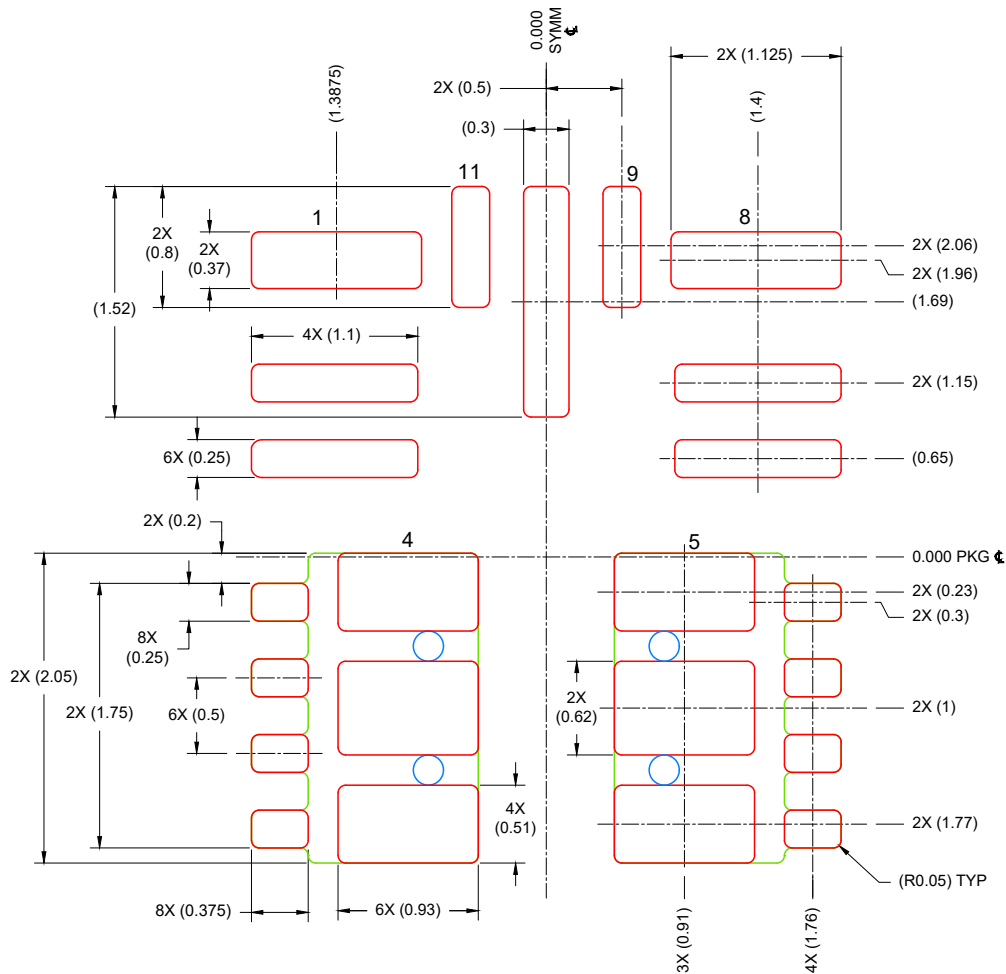 0.000
SYMM
℄
2X (1.125)
2X (0.5)
(1.3875)
(1.4)
(0.3)
11
9
1
8
2X
(0.8)
2X
(0.37)
2X (2.06)
2X (1.96)
(1.69)
(1.52)
4X (1.1)
2X (1.15)
6X (0.25)
(0.65)
2X (0.2)
4
5
0.000 PKG ℄
2X (0.23)
2X (0.3)
8X
(0.25)
2X (2.05)
2X (1.75)
6X (0.5)
2X
(0.62)
2X (1)
4X
(0.51)
2X (1.77)
(R0.05) TYP
8X (0.375)
6X (0.93)
3X (0.91)
4X (1.76)